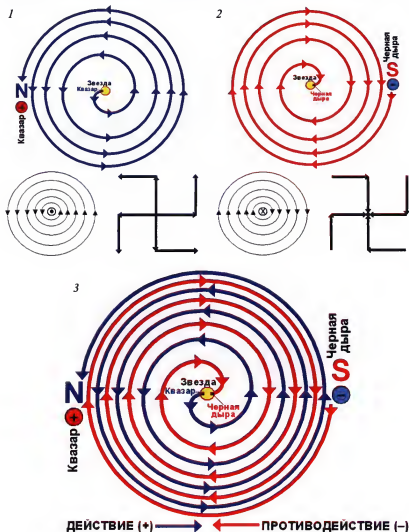 1
2
Звезда
Квазар
N
+
Квазар
Звезда
Черная дыра
S
–
Черная дыра
3
Звезда
Квазар
Черная дыра
N
+
Квазар
Черная дыра
S
–
ДЕЙСТВИЕ (+)
ПРОТИВОДЕЙСТВИЕ (–)